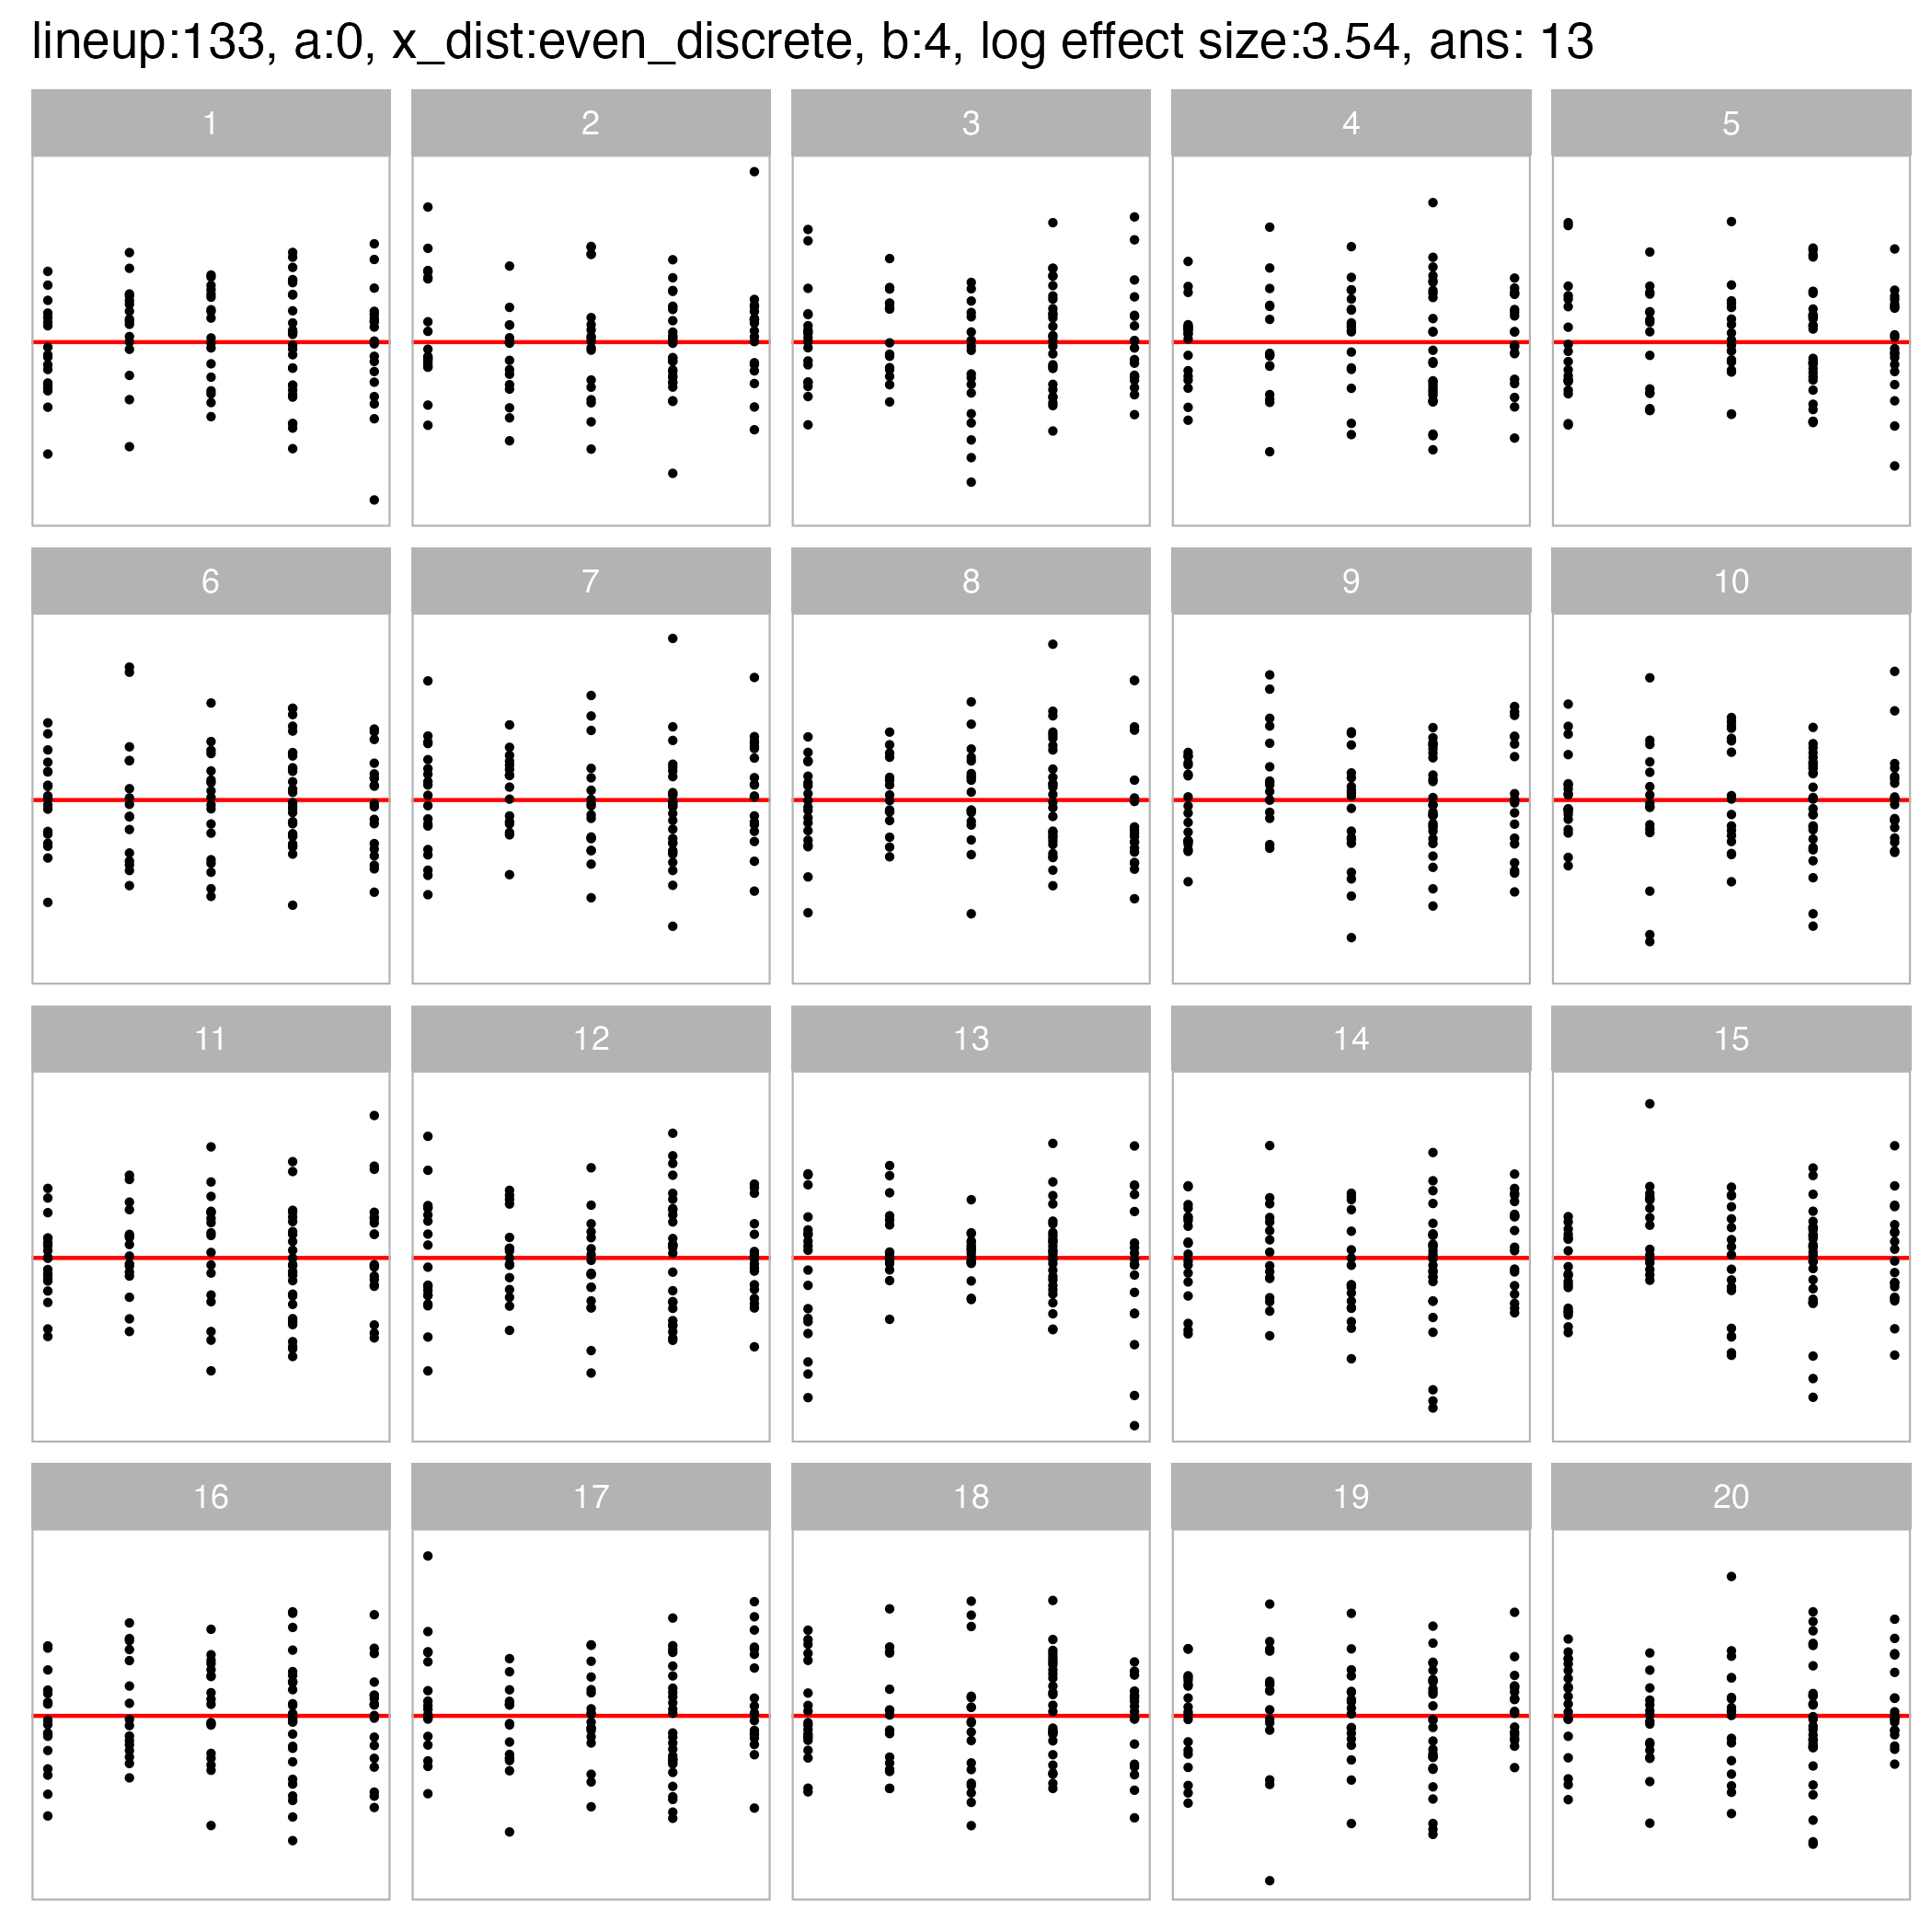 lineup:133, a:0, x_dist:even_discrete, b:4, log effect size:3.54, ans: 13
1 2 3 4 5
6 7 8 9 10
11 12 13 14 15
16 17 18 19 20